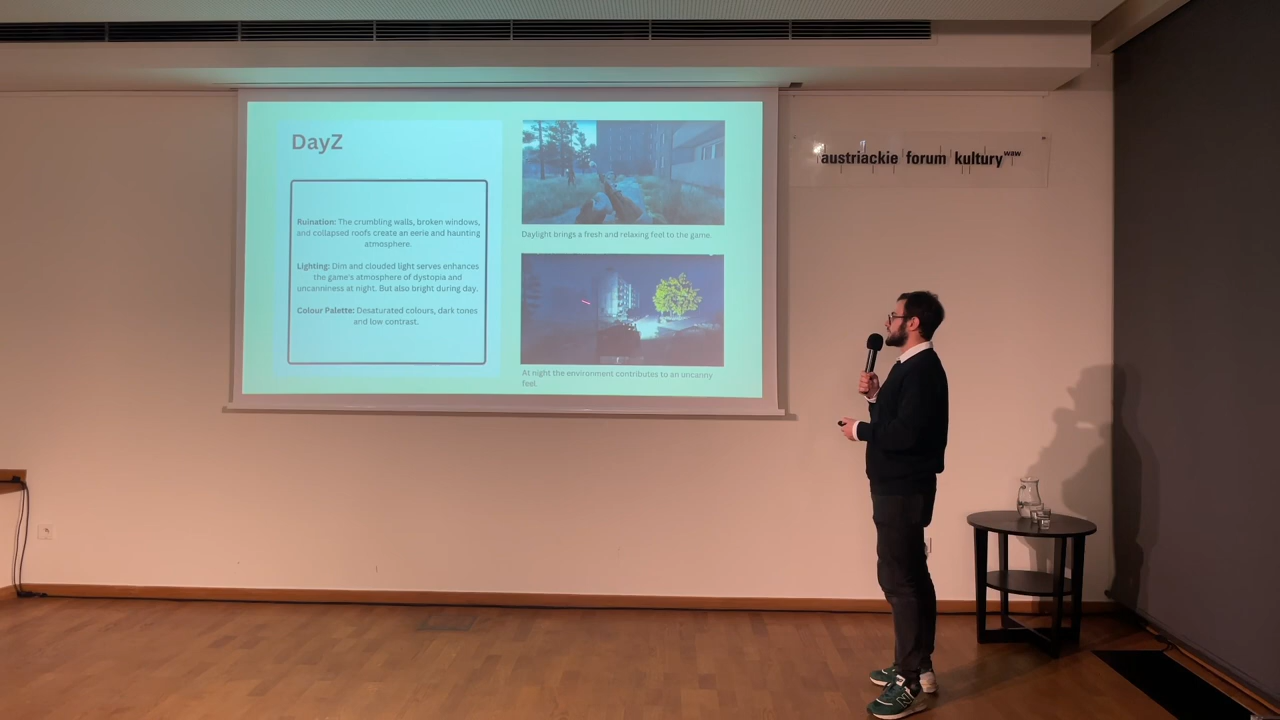 DayZ
Ruination: The crumbling walls, broken windows,
and collapsed roofs create an eerie and haunting
atmosphere.
Lighting: Dim and clouded light serves enhances
the game's atmosphere of dystopia and
uncanniness at night. But also bright during day.
Colour Palette: Desaturated colours, dark tones
and low contrast.
Daylight brings a fresh and relaxing feel to the game.
At night the environment contributes to an uncanny
feel.
austriackie forum kultury waw
N